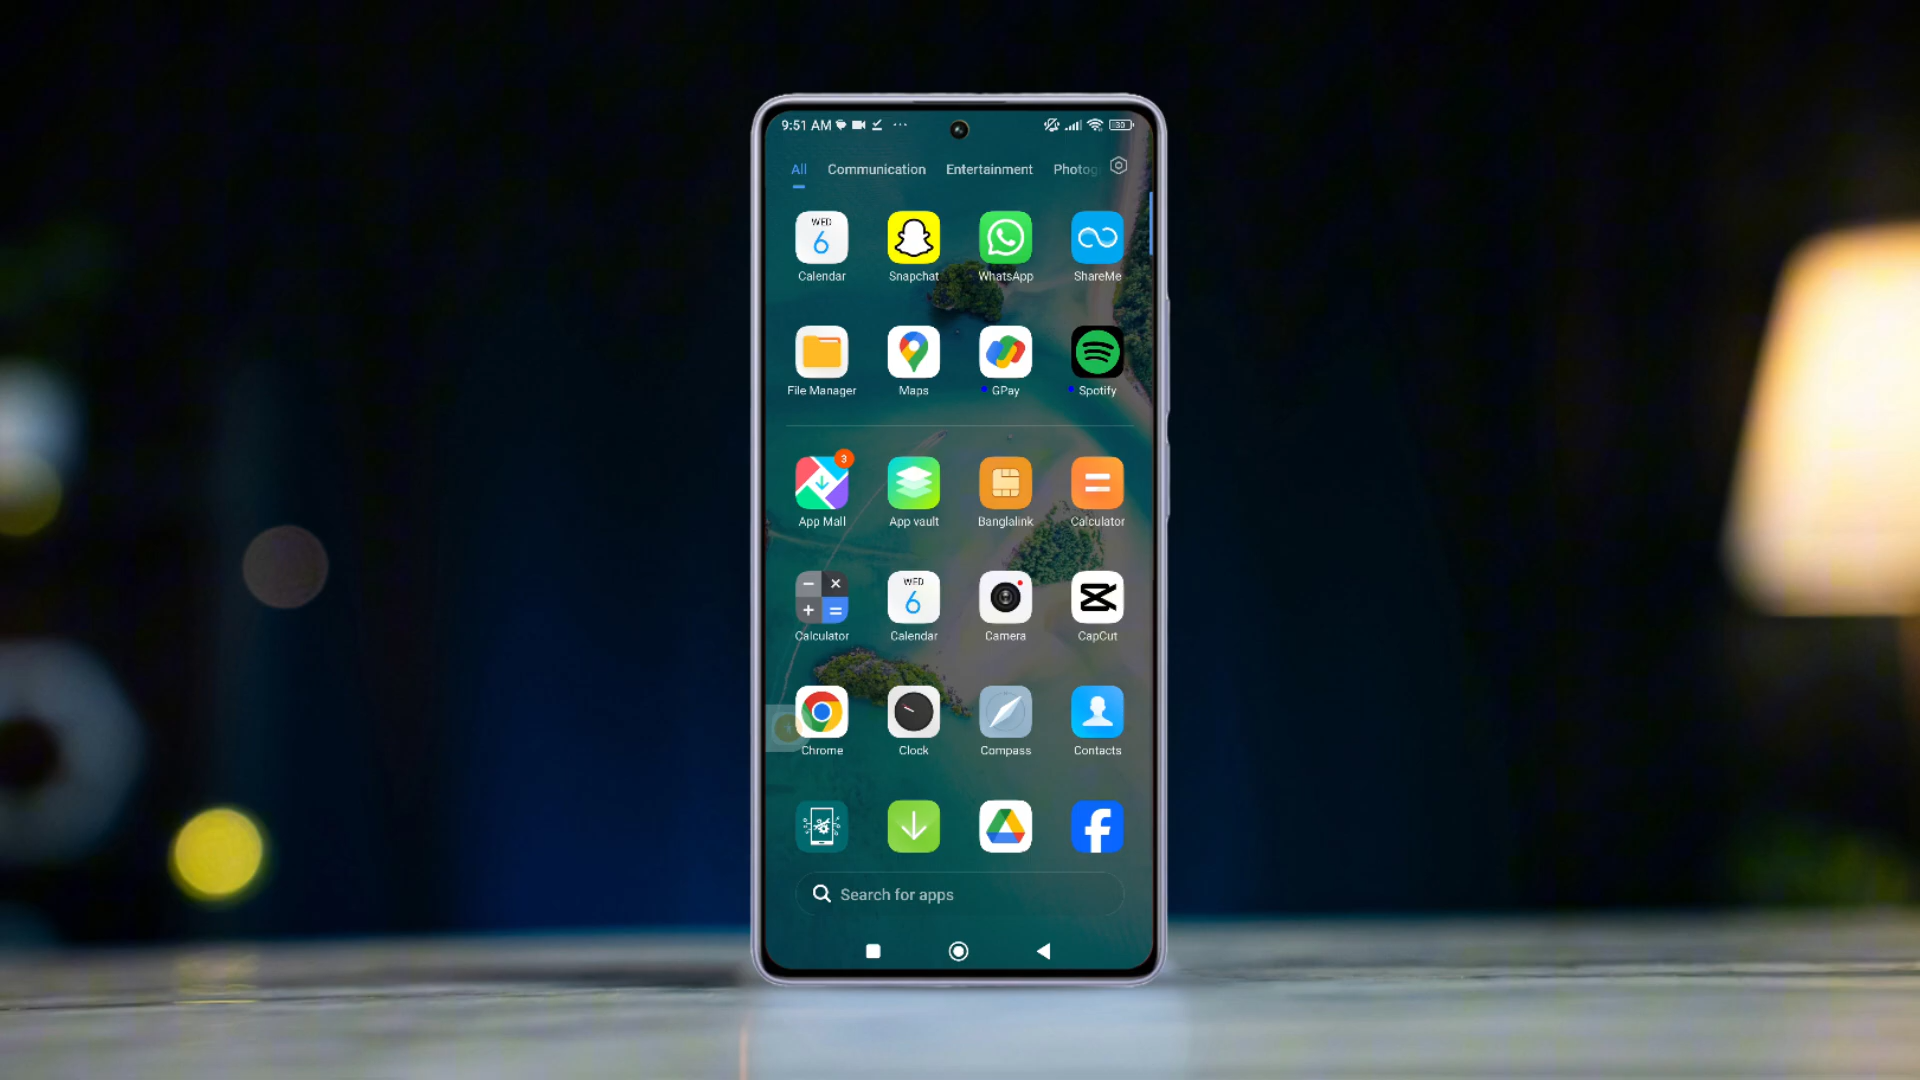 9:51 AM ... 30
All Communication Entertainment Photog
WED WED
6
Calendar Snapchat WhatsApp ShareMe
File Manager Maps GPay Spotify
3
App Mall App vault Banglalink Calculator
WED
6
Calculator Calendar Camera CapCut
Chrome Clock Compass Contacts
f
Search for apps